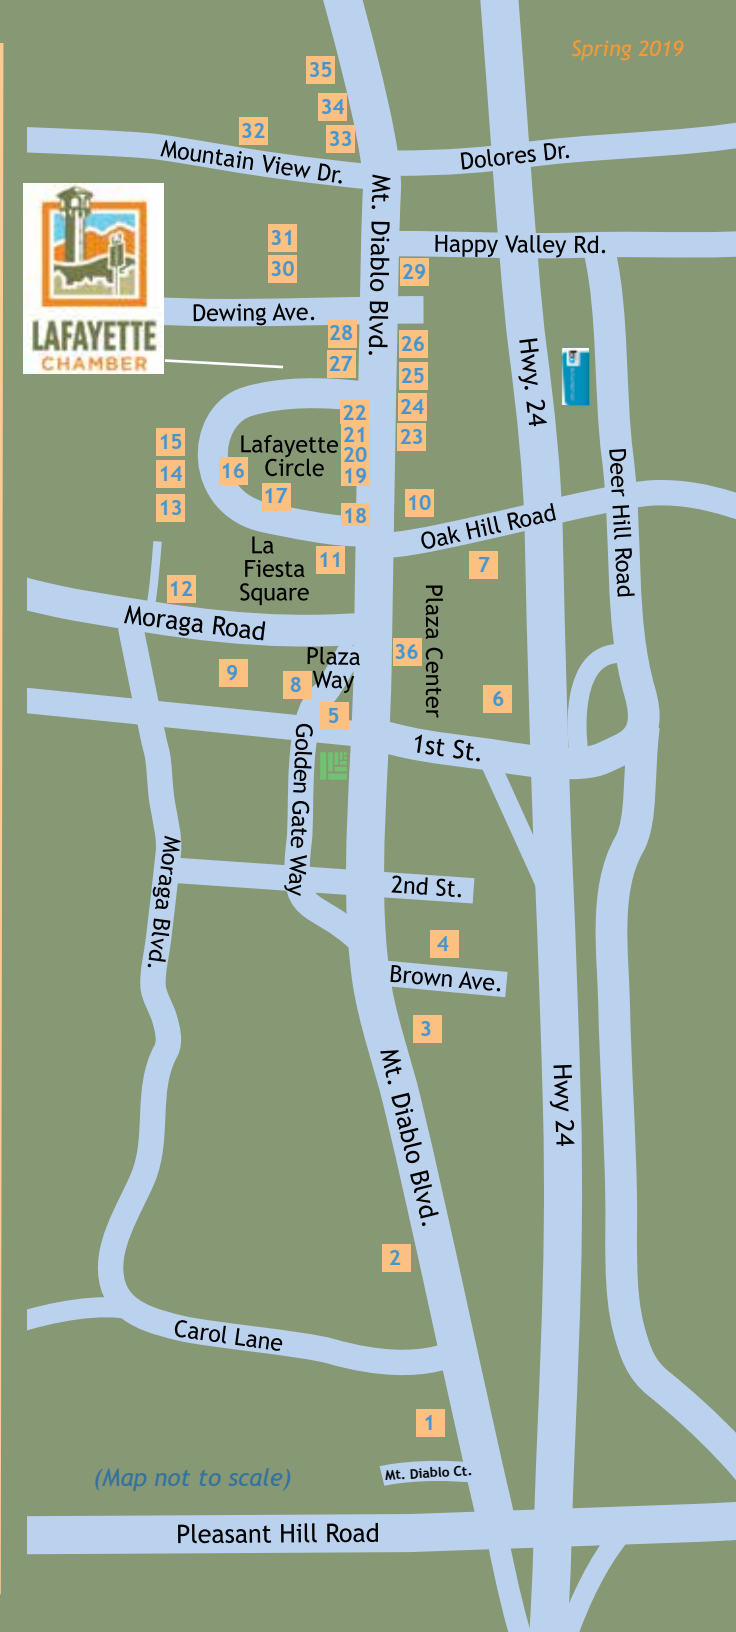 Spring 2019
35
34
32
33
Mountain View Dr.
Dolores Dr.
Mt. Diablo Blvd.
LAFAYETTE
CHAMBER
31
30
Happy Valley Rd.
29
Dewing Ave.
28
27
26
25
24
23
Hwy. 24
22
21
20
19
18
Lafayette
Circle
15
14
13
16
17
10
Oak Hill Road
Deer Hill Road
La
Fiesta
Square
11
7
12
Moraga Road
Plaza Center
Plaza
Way
36
9
8
6
5
1st St.
Golden Gate Way
Moraga Blvd.
2nd St.
4
Brown Ave.
3
Mt. Diablo Blvd.
Hwy 24
2
Carol Lane
1
Mt. Diablo Ct.
(Map not to scale)
Pleasant Hill Road